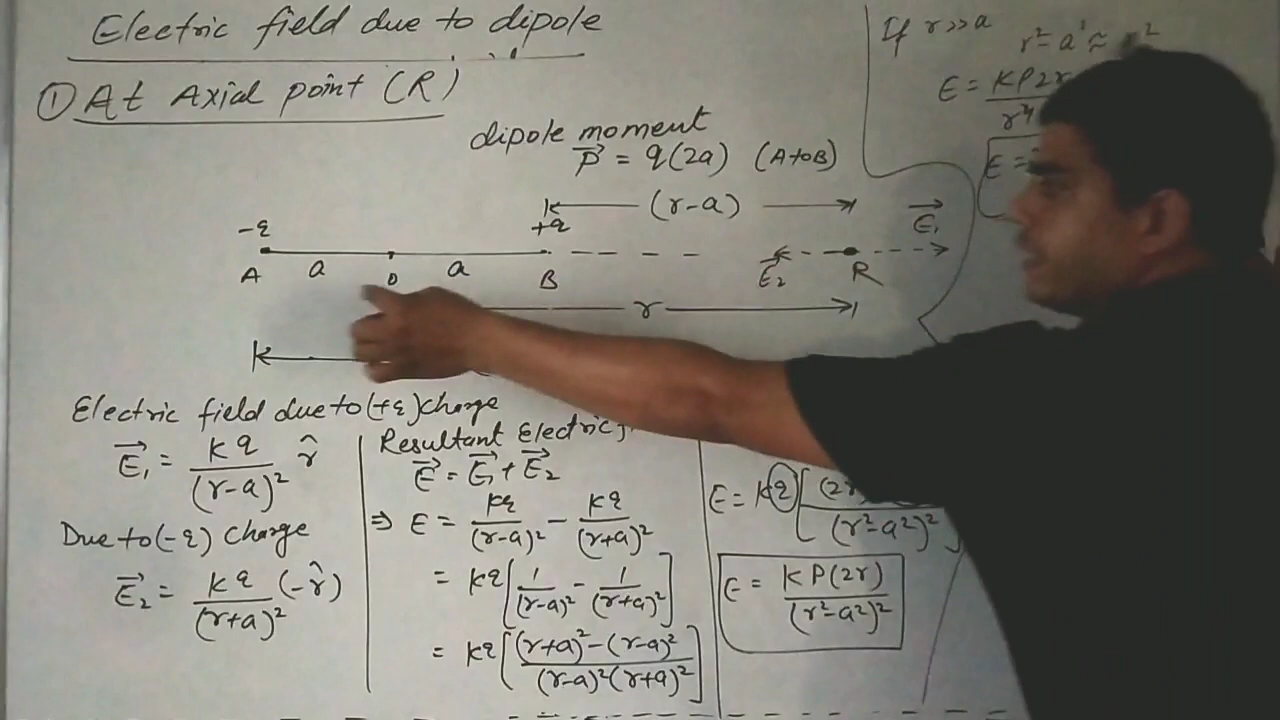 Electric field due to dipole
① At Axial point (R)
dipole moment
P⃗ = q(2a) (A to B)
(r-a)
-q
+q
E⃗₁
A a O a B
E⃗₂ R
r
Electric field due to (+q) charge
E⃗₁ = kq/(r-a)² r̂
Due to (-q) charge
E⃗₂ = kq/(r+a)² (-r̂)
Resultant Electric
E⃗ = E⃗₁ + E⃗₂
⇒ E = kq/(r-a)² - kq/(r+a)²
= kq[1/(r-a)² - 1/(r+a)²]
= kq[((r+a)² - (r-a)²)/((r-a)²(r+a)²)]
E = kq[(2r)/(r²-a²)²]
E = kP(2r)/(r²-a²)²
If r>>a
r²-a² ≈ r²
E = KP2r/r⁴
E =